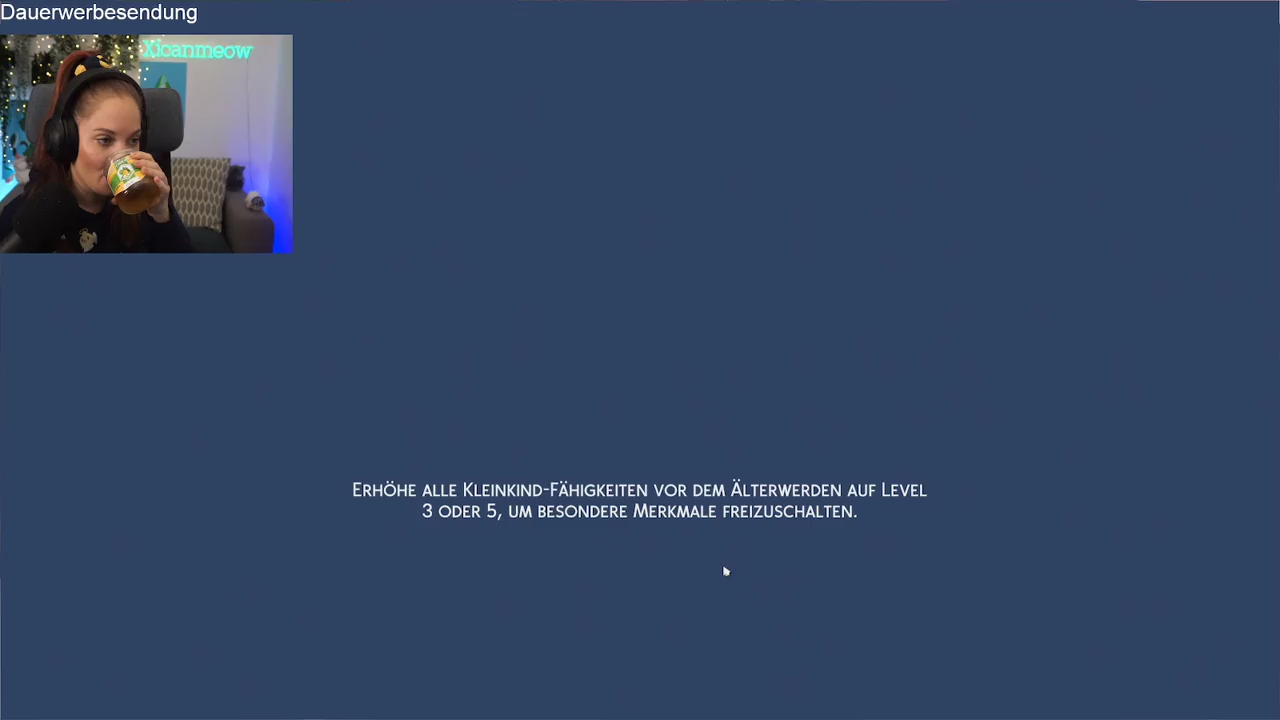 Dauerwerbesendung
Xicanmeow
Erhöhe alle Kleinkind-Fähigkeiten vor dem Älterwerden auf Level
3 oder 5, um besondere Merkmale freizuschalten.